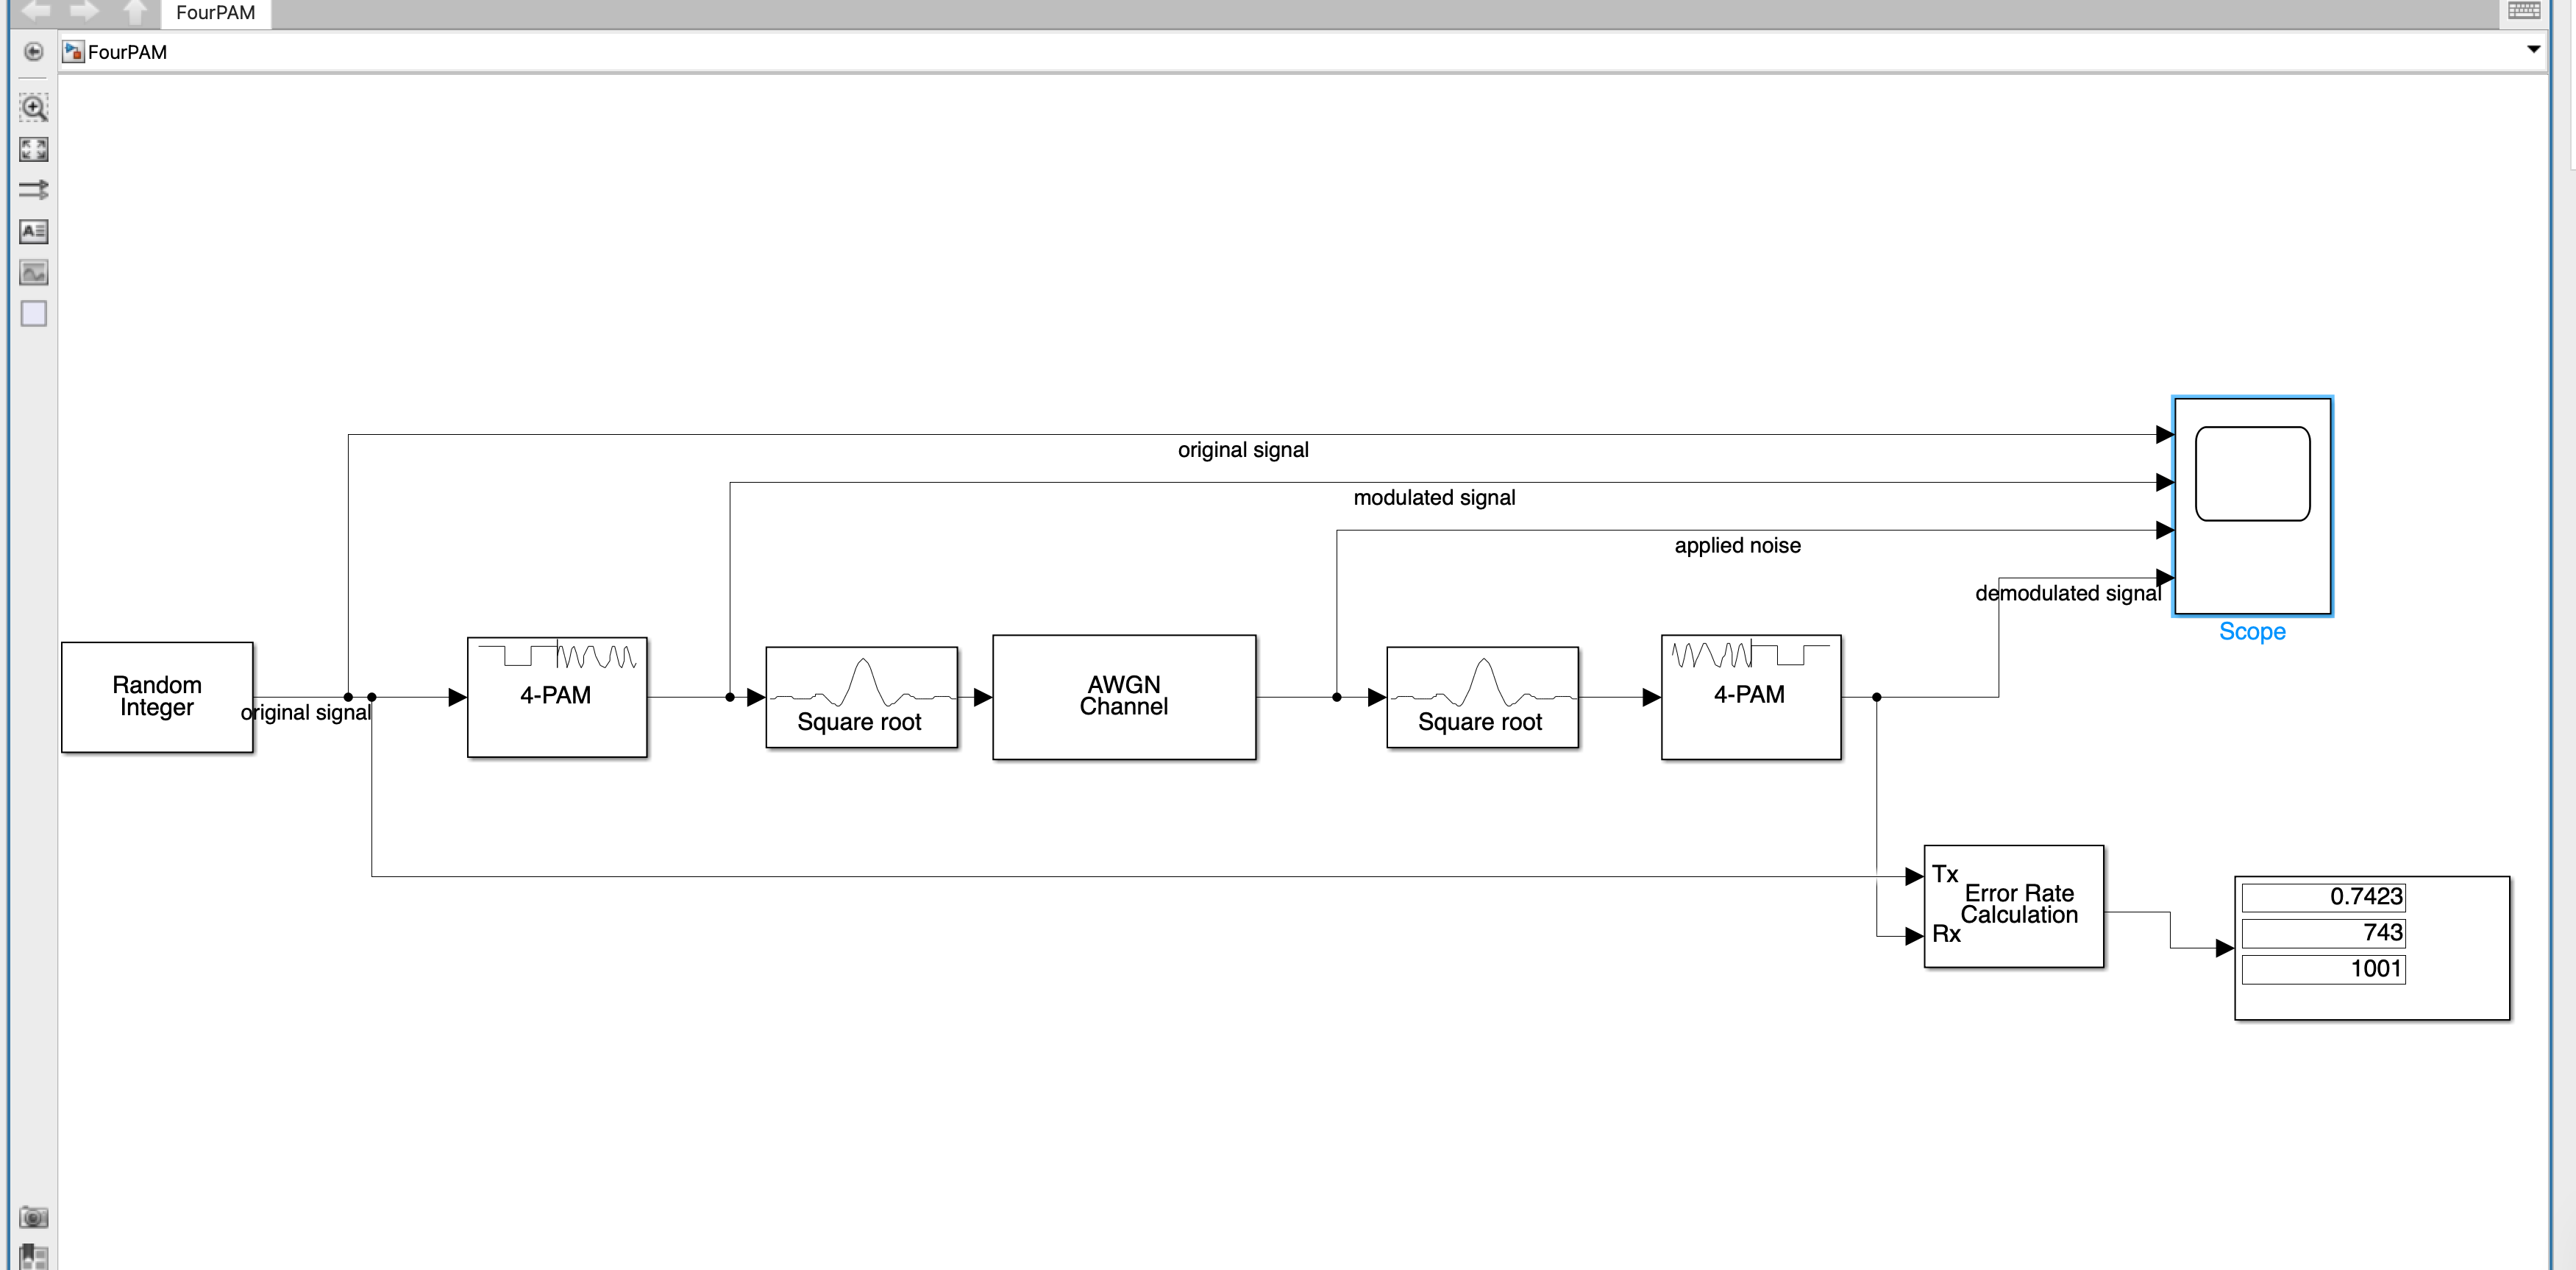 FourPAM
FourPAM
original signal
modulated signal
applied noise
demodulated signal
Scope
Random
Integer
original signal
4-PAM
Square root
AWGN
Channel
Square root
4-PAM
Tx
Rx
Error Rate
Calculation
0.7423
743
1001